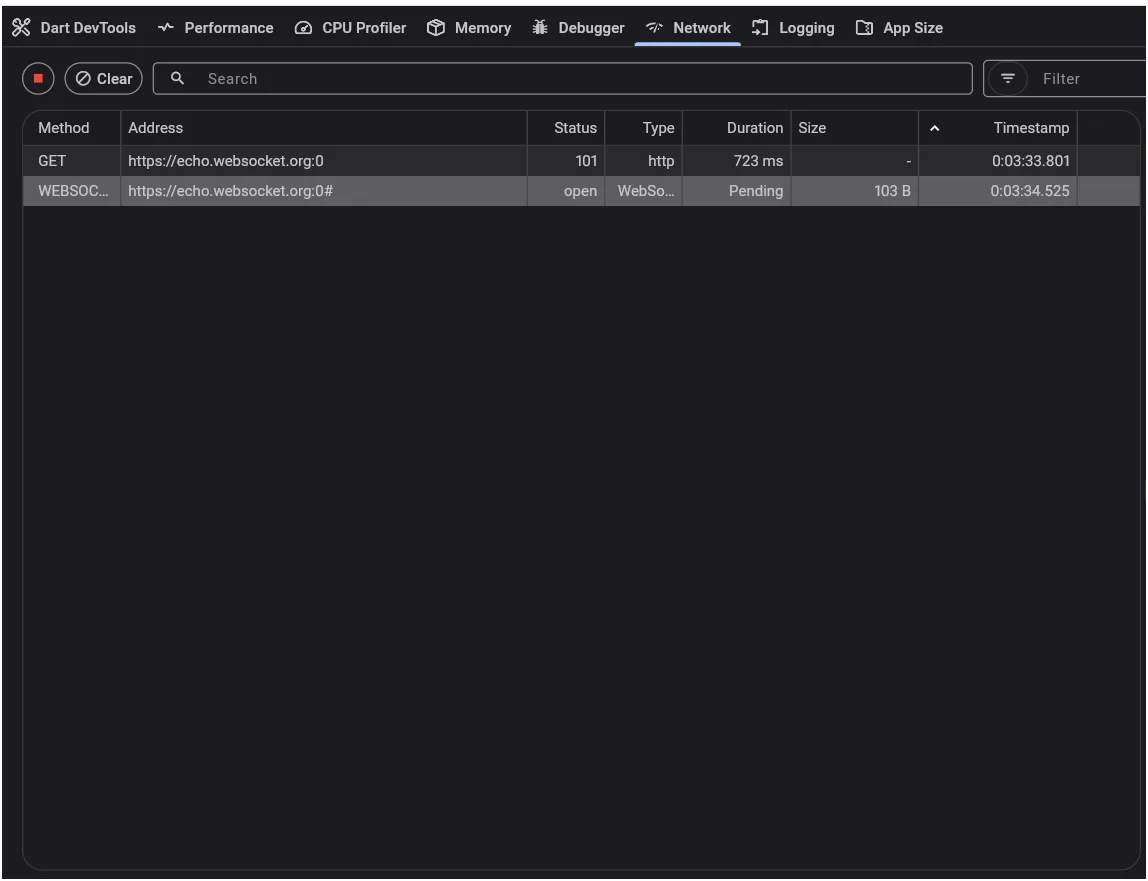 Dart DevTools Performance CPU Profiler Memory Debugger Network Logging App Size
Clear Search Filter
Method Address Status Type Duration Size Timestamp
GET https://echo.websocket.org:0 101 http 723 ms - 0:03:33.801
WEBSOC... https://echo.websocket.org:0# open WebSo... Pending 103 B 0:03:34.525